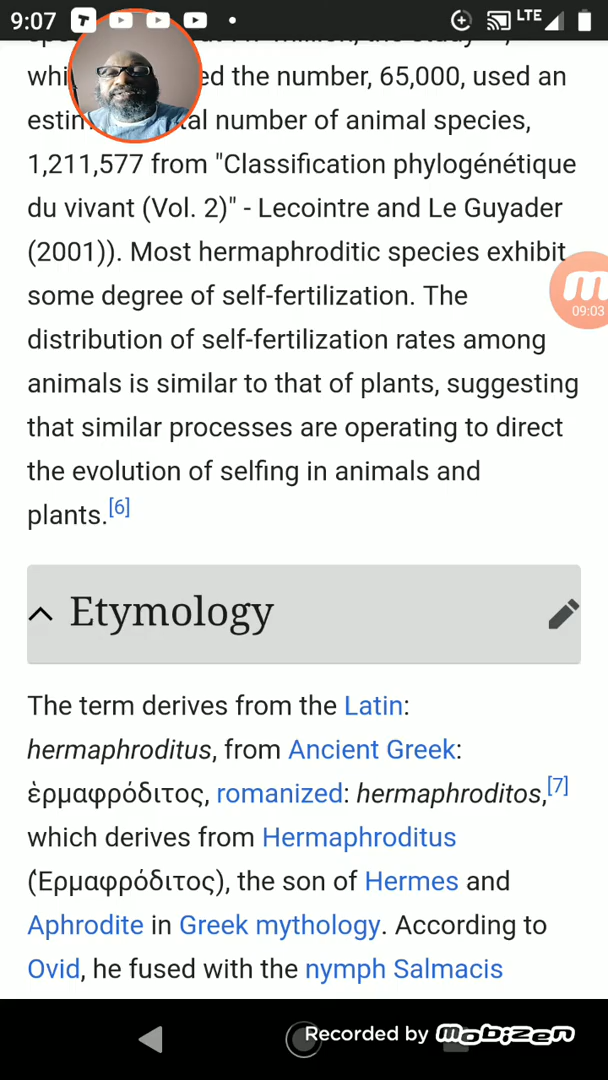 9:07
LTE
whi ed the number, 65,000, used an
estim tal number of animal species,
1,211,577 from "Classification phylogénétique
du vivant (Vol. 2)" - Lecointre and Le Guyader
(2001)). Most hermaphroditic species exhibit
some degree of self-fertilization. The
09:03
distribution of self-fertilization rates among
animals is similar to that of plants, suggesting
that similar processes are operating to direct
the evolution of selfing in animals and
plants.[6]
Etymology
The term derives from the Latin:
hermaphroditus, from Ancient Greek:
ἑρμαφρόδιτος, romanized: hermaphroditos,[7]
which derives from Hermaphroditus
(Ἑρμαφρόδιτος), the son of Hermes and
Aphrodite in Greek mythology. According to
Ovid, he fused with the nymph Salmacis
Recorded by mobizen